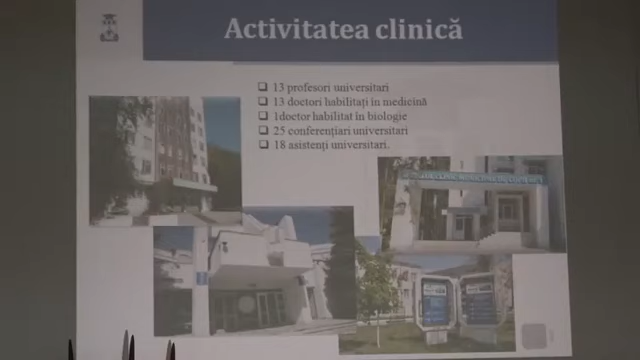 Activitatea clinică
13 profesori universitari
13 doctori habilitați în medicină
1doctor habilitat în biologie
25 conferențiari universitari
18 asistenți universitari.